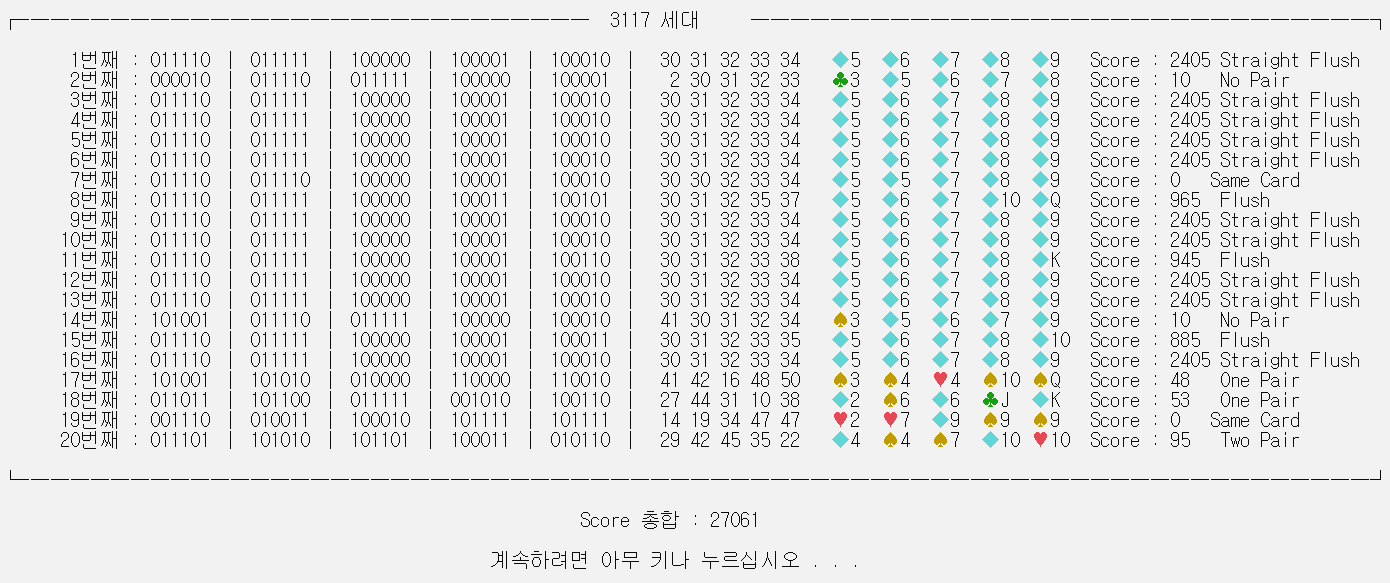 3117 세대
1번째 : 011110 | 011111 | 100000 | 100001 | 100010 | 30 31 32 33 34 ◆5 ◆6 ◆7 ◆8 ◆9 Score : 2405 Straight Flush
2번째 : 000010 | 011110 | 011111 | 100000 | 100001 | 2 30 31 32 33 ♣3 ◆5 ◆6 ◆7 ◆8 Score : 10 No Pair
3번째 : 011110 | 011111 | 100000 | 100001 | 100010 | 30 31 32 33 34 ◆5 ◆6 ◆7 ◆8 ◆9 Score : 2405 Straight Flush
4번째 : 011110 | 011111 | 100000 | 100001 | 100010 | 30 31 32 33 34 ◆5 ◆6 ◆7 ◆8 ◆9 Score : 2405 Straight Flush
5번째 : 011110 | 011111 | 100000 | 100001 | 100010 | 30 31 32 33 34 ◆5 ◆6 ◆7 ◆8 ◆9 Score : 2405 Straight Flush
6번째 : 011110 | 011111 | 100000 | 100001 | 100010 | 30 31 32 33 34 ◆5 ◆6 ◆7 ◆8 ◆9 Score : 2405 Straight Flush
7번째 : 011110 | 011110 | 100000 | 100001 | 100010 | 30 30 32 33 34 ◆5 ◆5 ◆7 ◆8 ◆9 Score : 0 Same Card
8번째 : 011110 | 011111 | 100000 | 100011 | 100101 | 30 31 32 35 37 ◆5 ◆6 ◆7 ◆10 ◆Q Score : 965 Flush
9번째 : 011110 | 011111 | 100000 | 100001 | 100010 | 30 31 32 33 34 ◆5 ◆6 ◆7 ◆8 ◆9 Score : 2405 Straight Flush
10번째 : 011110 | 011111 | 100000 | 100001 | 100010 | 30 31 32 33 34 ◆5 ◆6 ◆7 ◆8 ◆9 Score : 2405 Straight Flush
11번째 : 011110 | 011111 | 100000 | 100001 | 100110 | 30 31 32 33 38 ◆5 ◆6 ◆7 ◆8 ◆K Score : 945 Flush
12번째 : 011110 | 011111 | 100000 | 100001 | 100010 | 30 31 32 33 34 ◆5 ◆6 ◆7 ◆8 ◆9 Score : 2405 Straight Flush
13번째 : 011110 | 011111 | 100000 | 100001 | 100010 | 30 31 32 33 34 ◆5 ◆6 ◆7 ◆8 ◆9 Score : 2405 Straight Flush
14번째 : 101001 | 011110 | 011111 | 100000 | 100010 | 41 30 31 32 34 ♠3 ◆5 ◆6 ◆7 ◆9 Score : 10 No Pair
15번째 : 011110 | 011111 | 100000 | 100001 | 100011 | 30 31 32 33 35 ◆5 ◆6 ◆7 ◆8 ◆10 Score : 885 Flush
16번째 : 011110 | 011111 | 100000 | 100001 | 100010 | 30 31 32 33 34 ◆5 ◆6 ◆7 ◆8 ◆9 Score : 2405 Straight Flush
17번째 : 101001 | 101010 | 010000 | 110000 | 110010 | 41 42 16 48 50 ♠3 ♠4 ♥4 ♠10 ♠Q Score : 48 One Pair
18번째 : 011011 | 101100 | 011111 | 001010 | 100110 | 27 44 31 10 38 ◆2 ♠6 ◆6 ♣J ◆K Score : 53 One Pair
19번째 : 001110 | 010011 | 100010 | 101111 | 101111 | 14 19 34 47 47 ♥2 ♥7 ◆9 ♠9 ♠9 Score : 0 Same Card
20번째 : 011101 | 101010 | 101101 | 100011 | 010110 | 29 42 45 35 22 ◆4 ♠4 ♠7 ◆10 ♥10 Score : 95 Two Pair
Score 총합 : 27061
계속하려면 아무 키나 누르십시오 . . .